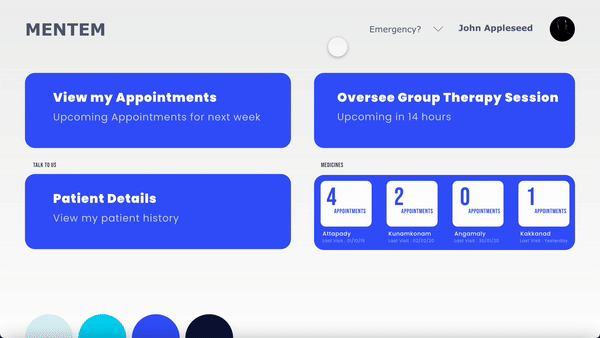 MENTEM
Emergency?
John Appleseed
View my Appointments
Upcoming Appointments for next week
Oversee Group Therapy Session
Upcoming in 14 hours
TALK TO US
MEDICINES
Patient Details
View my patient history
4
APPOINTMENTS
Attapady
Last Visit : 31/10/19
2
APPOINTMENTS
Kunamkonam
Last Visit : 02/02/20
0
APPOINTMENTS
Angamaly
Last Visit : 30/01/20
1
APPOINTMENTS
Kakkanad
Last Visit : Yesterday